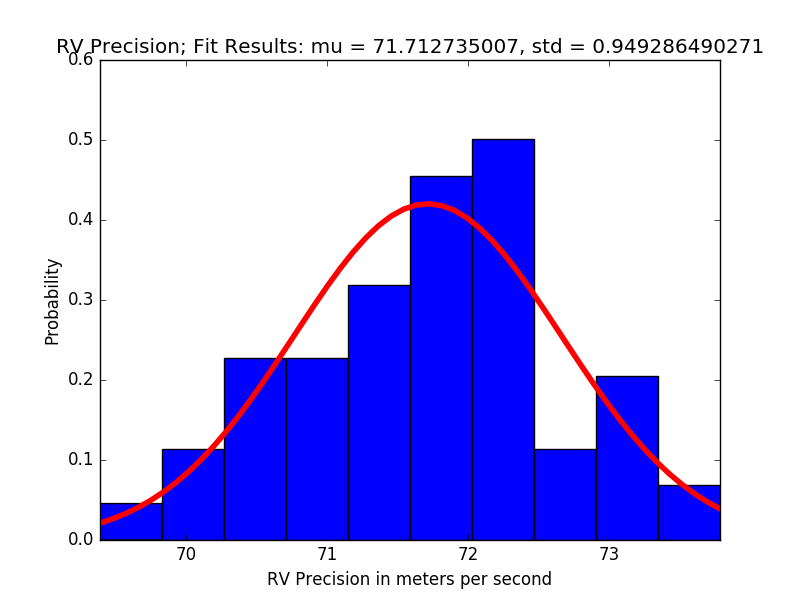 RV Precision; Fit Results: mu = 71.712735007, std = 0.949286490271
0.6
0.5
0.4
0.3
0.2
0.1
0.0
Probability
70 71 72 73
RV Precision in meters per second